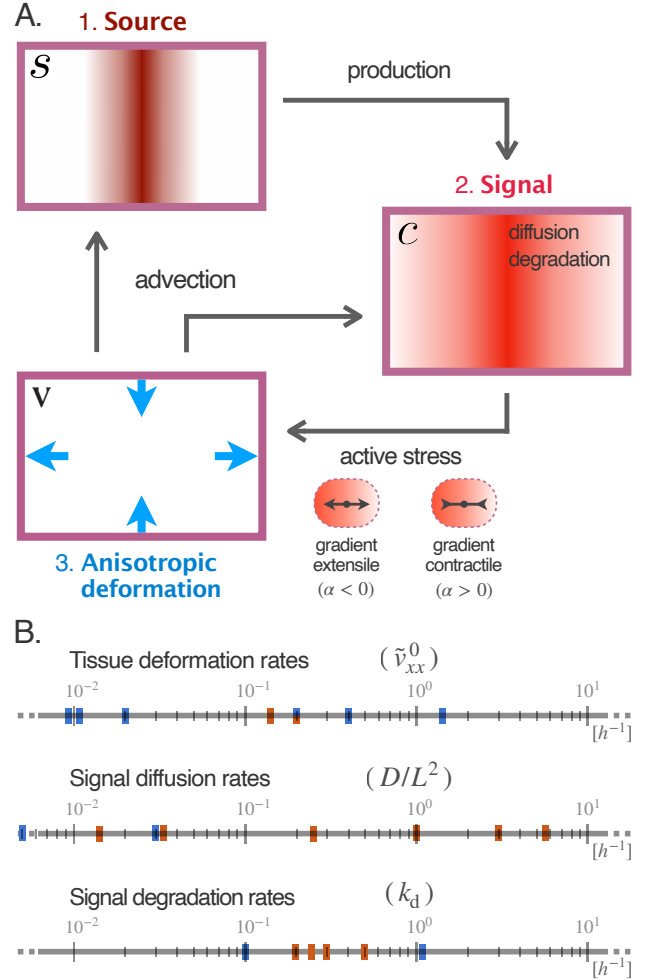 A.
1. Source
s
production
2. Signal
c
diffusion
degradation
advection
v
active stress
gradient
extensile
(α < 0)
gradient
contractile
(α > 0)
3. Anisotropic
deformation
B.
Tissue deformation rates (ṽ⁰ₓₓ)
10⁻² 10⁻¹ 10⁰ 10¹
[h⁻¹]
Signal diffusion rates (D/L²)
10⁻² 10⁻¹ 10⁰ 10¹
[h⁻¹]
Signal degradation rates (k_d)
10⁻² 10⁻¹ 10⁰ 10¹
[h⁻¹]